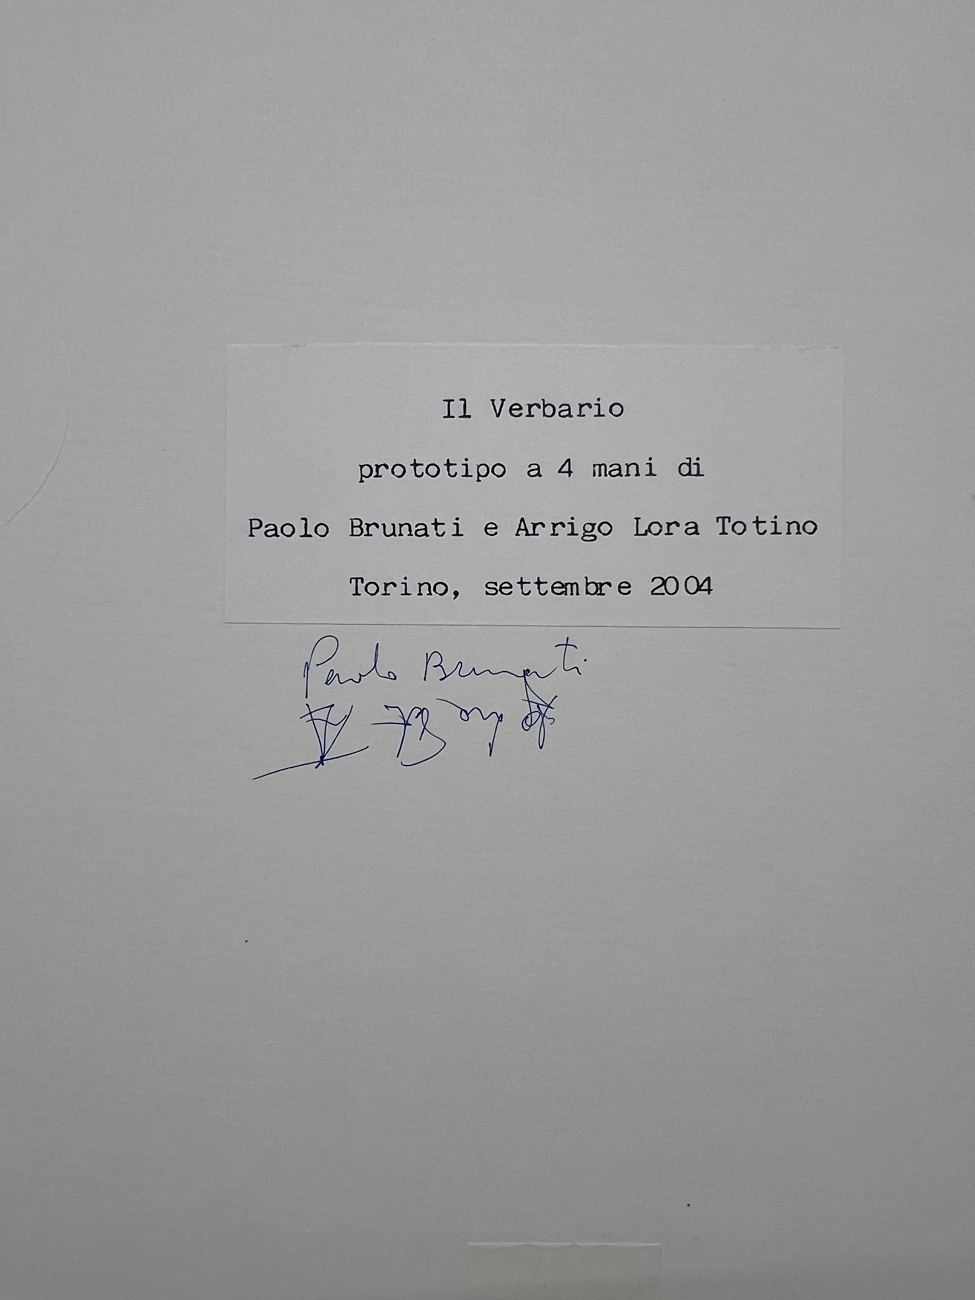 Il Verbario
prototipo a 4 mani di
Paolo Brunati e Arrigo Lora Totino
Torino, settembre 2004
Paolo Brunati